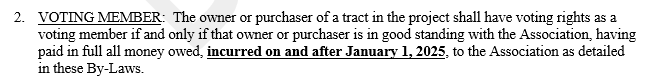 2. VOTING MEMBER: The owner or purchaser of a tract in the project shall have voting rights as a
voting member if and only if that owner or purchaser is in good standing with the Association, having
paid in full all money owed, incurred on and after January 1, 2025, to the Association as detailed
in these By-Laws.